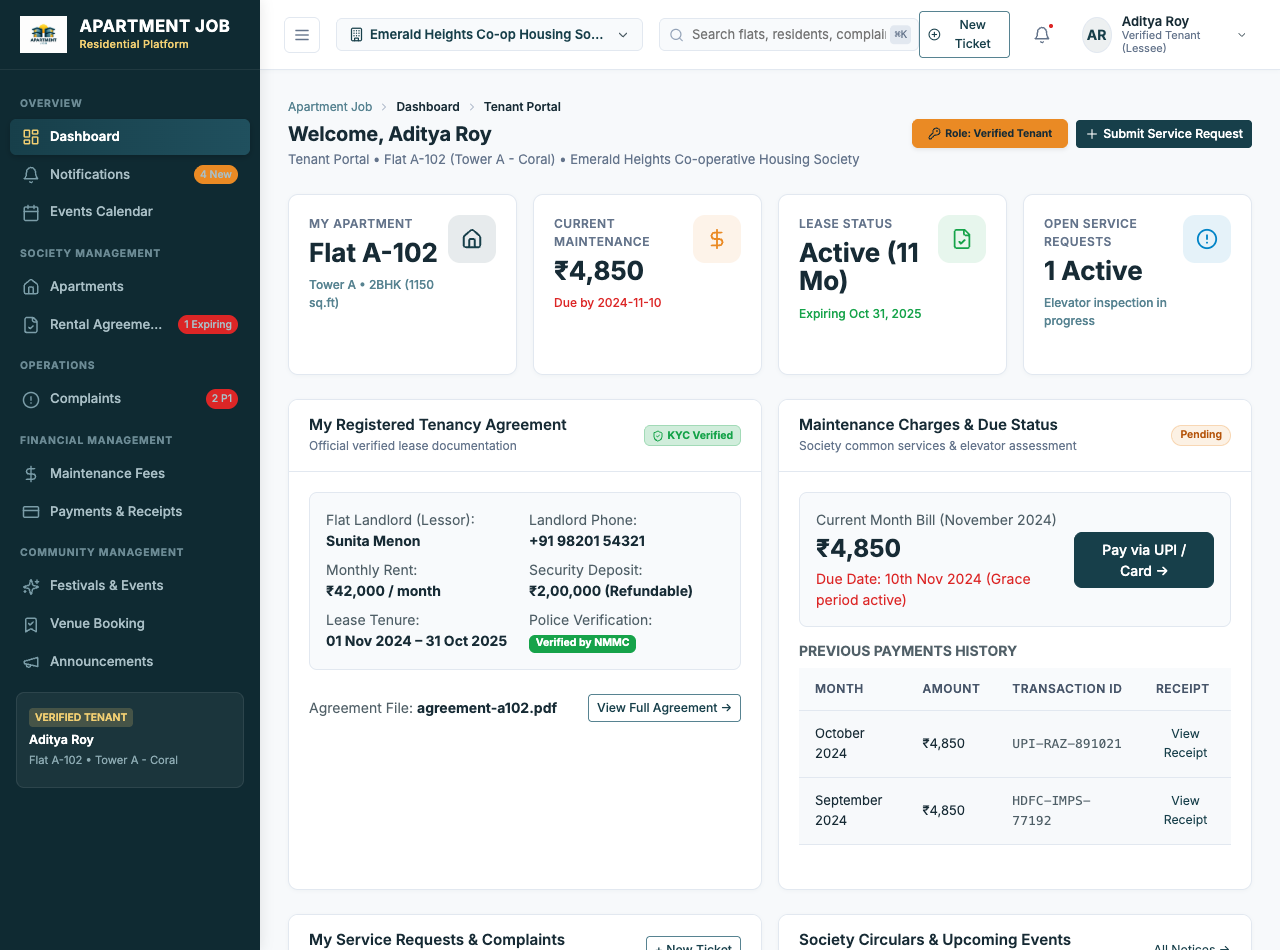 APARTMENT JOB
Residential Platform
OVERVIEW
Dashboard
Notifications
4 New
Events Calendar
SOCIETY MANAGEMENT
Apartments
Rental Agreeme...
1 Expiring
OPERATIONS
Complaints
2 P1
FINANCIAL MANAGEMENT
Maintenance Fees
Payments & Receipts
COMMUNITY MANAGEMENT
Festivals & Events
Venue Booking
Announcements
VERIFIED TENANT
Aditya Roy
Flat A-102 • Tower A - Coral
Emerald Heights Co-op Housing So...
Search flats, residents, complai
⌘K
New
Ticket
AR
Aditya Roy
Verified Tenant
(Lessee)
Apartment Job > Dashboard > Tenant Portal
Welcome, Aditya Roy
Tenant Portal • Flat A-102 (Tower A - Coral) • Emerald Heights Co-operative Housing Society
Role: Verified Tenant
+ Submit Service Request
MY APARTMENT
Flat A-102
Tower A • 2BHK (1150
sq.ft)
CURRENT
MAINTENANCE
₹4,850
Due by 2024-11-10
LEASE STATUS
Active (11
Mo)
Expiring Oct 31, 2025
OPEN SERVICE
REQUESTS
1 Active
Elevator inspection in
progress
My Registered Tenancy Agreement
Official verified lease documentation
KYC Verified
Flat Landlord (Lessor):
Sunita Menon
Landlord Phone:
+91 98201 54321
Monthly Rent:
₹42,000 / month
Security Deposit:
₹2,00,000 (Refundable)
Lease Tenure:
01 Nov 2024 – 31 Oct 2025
Police Verification:
Verified by NMMC
Agreement File: agreement-a102.pdf
View Full Agreement →
Maintenance Charges & Due Status
Society common services & elevator assessment
Pending
Current Month Bill (November 2024)
₹4,850
Due Date: 10th Nov 2024 (Grace
period active)
Pay via UPI /
Card →
PREVIOUS PAYMENTS HISTORY
MONTH AMOUNT TRANSACTION ID RECEIPT
October
2024
₹4,850
UPI-RAZ-891021
View
Receipt
September
2024
₹4,850
HDFC-IMPS-
77192
View
Receipt
My Service Requests & Complaints
+ New Ticket
Society Circulars & Upcoming Events
All Notices →